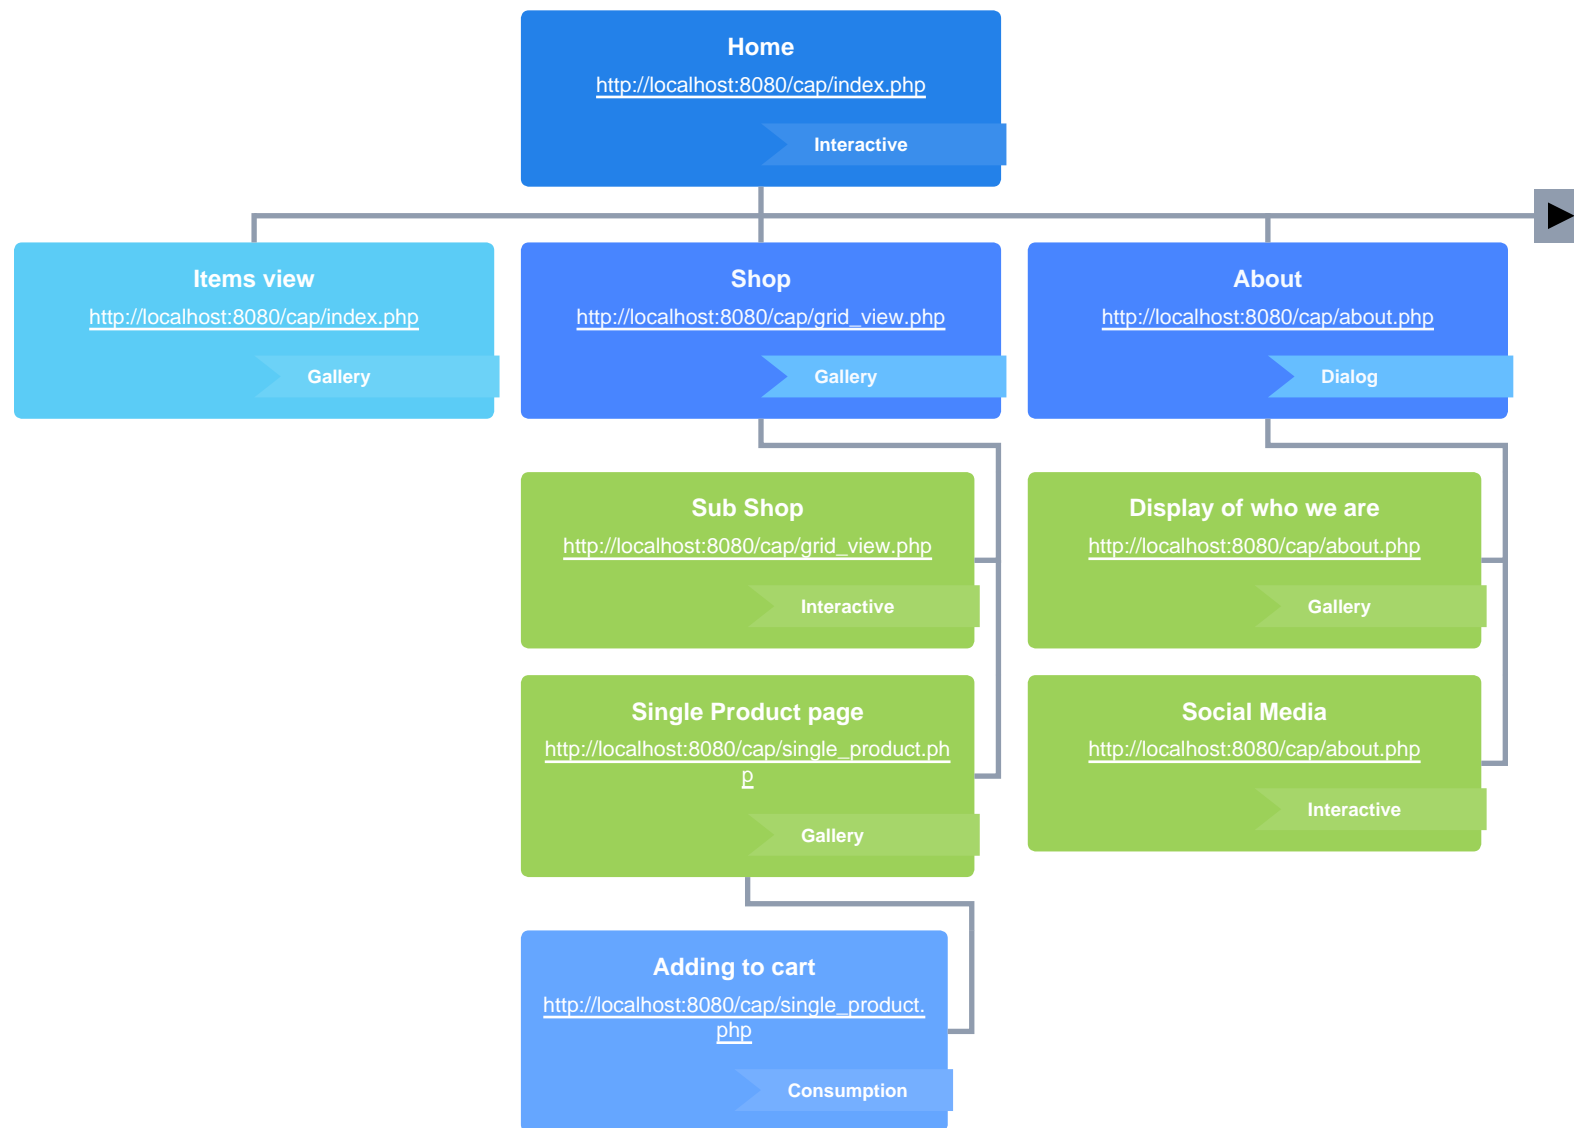 Home
http://localhost:8080/cap/index.php
Interactive
Items view
http://localhost:8080/cap/index.php
Gallery
Shop
http://localhost:8080/cap/grid_view.php
Gallery
About
http://localhost:8080/cap/about.php
Dialog
Sub Shop
http://localhost:8080/cap/grid_view.php
Interactive
Display of who we are
http://localhost:8080/cap/about.php
Gallery
Single Product page
http://localhost:8080/cap/single_product.ph
p
Gallery
Social Media
http://localhost:8080/cap/about.php
Interactive
Adding to cart
http://localhost:8080/cap/single_product.
php
Consumption